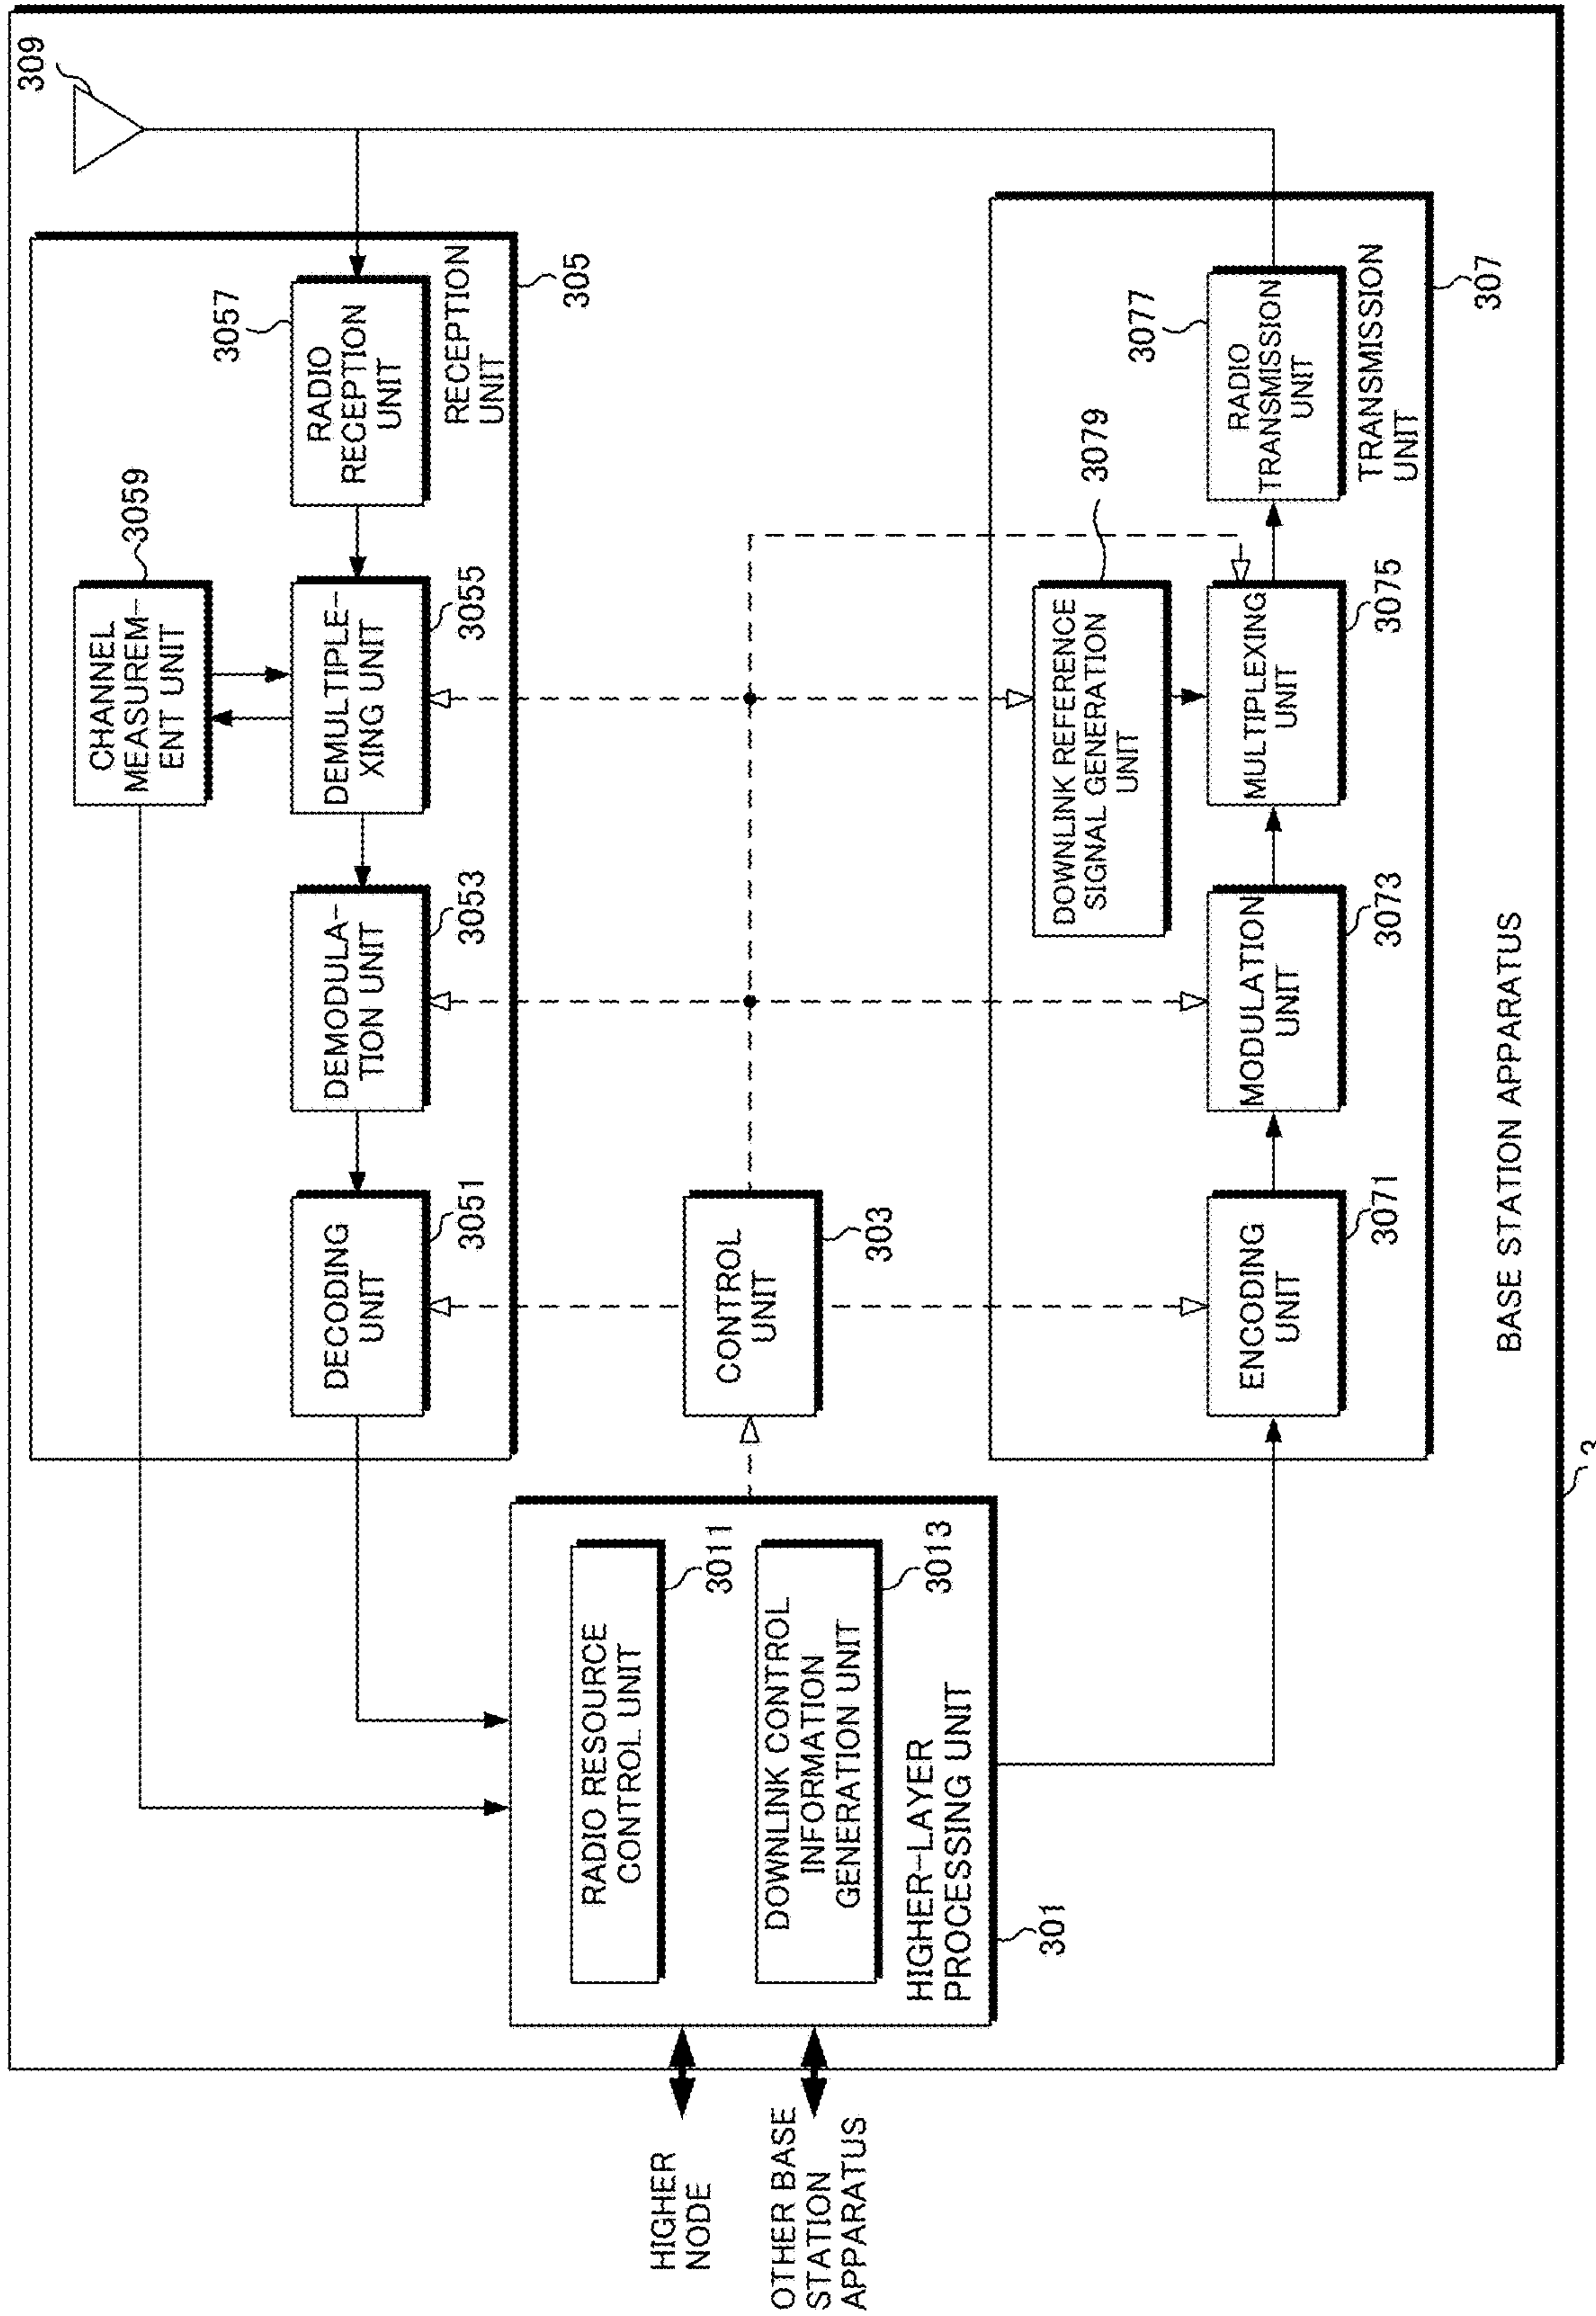 309
CHANNEL
MEASUREM–
ENT UNIT
3059
3057
DECODING
UNIT
3051
DEMODULA–
TION UNIT
3053
DEMULTIPLE–
XING UNIT
3055
RADIO
RECEPTION
UNIT
RECEPTION
UNIT
305
HIGHER
NODE
OTHER BASE
STATION
APPARATUS
RADIO RESOURCE
CONTROL UNIT
3011
DOWNLINK CONTROL
INFORMATION
GENERATION UNIT
3013
HIGHER–LAYER
PROCESSING UNIT
301
CONTROL
UNIT
303
DOWNLINK REFERENCE
SIGNAL GENERATION
UNIT
3079
3077
ENCODING
UNIT
3071
MODULATION
UNIT
3073
MULTIPLEXING
UNIT
3075
RADIO
TRANSMISSION
UNIT
TRANSMISSION
UNIT
307
BASE STATION APPARATUS
3